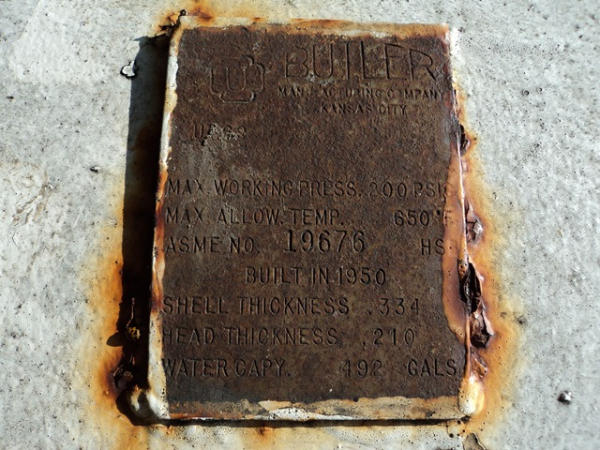 BUTLER
MANUFACTURING COMPANY
KANSAS CITY
MAX WORKING PRESS. 200 PSI
MAX ALLOW. TEMP. 650°F
ASME NO. 19676 HS
BUILT IN 1950
SHELL THICKNESS .334
HEAD THICKNESS .210
WATER CAPY. 492 GALS